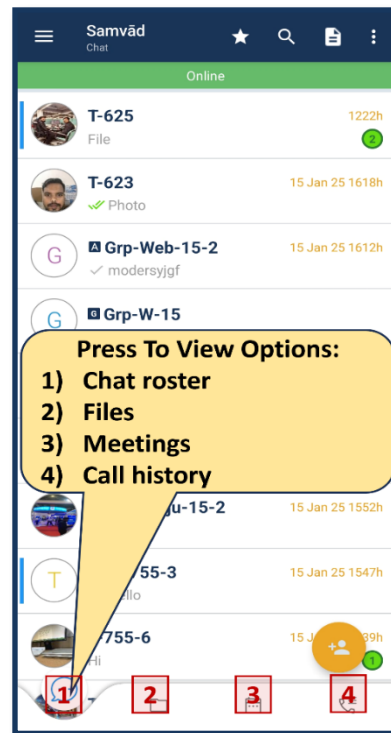 Samvād
Chat
Online
T-625
1222h
File
2
T-623
15 Jan 25 1618h
Photo
A Grp-Web-15-2
15 Jan 25 1612h
modersyjgf
G Grp-W-15
Press To View Options:
1) Chat roster
2) Files
3) Meetings
4) Call history
15 Jan 25 1552h
55-3
15 Jan 25 1547h
T
755-6
Hi
1
1
2
3
4